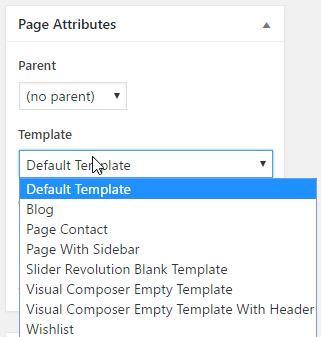 Page Attributes
Parent
(no parent)
Template
Default Template
Default Template
Blog
Page Contact
Page With Sidebar
Slider Revolution Blank Template
Visual Composer Empty Template
Visual Composer Empty Template With Header
Wishlist